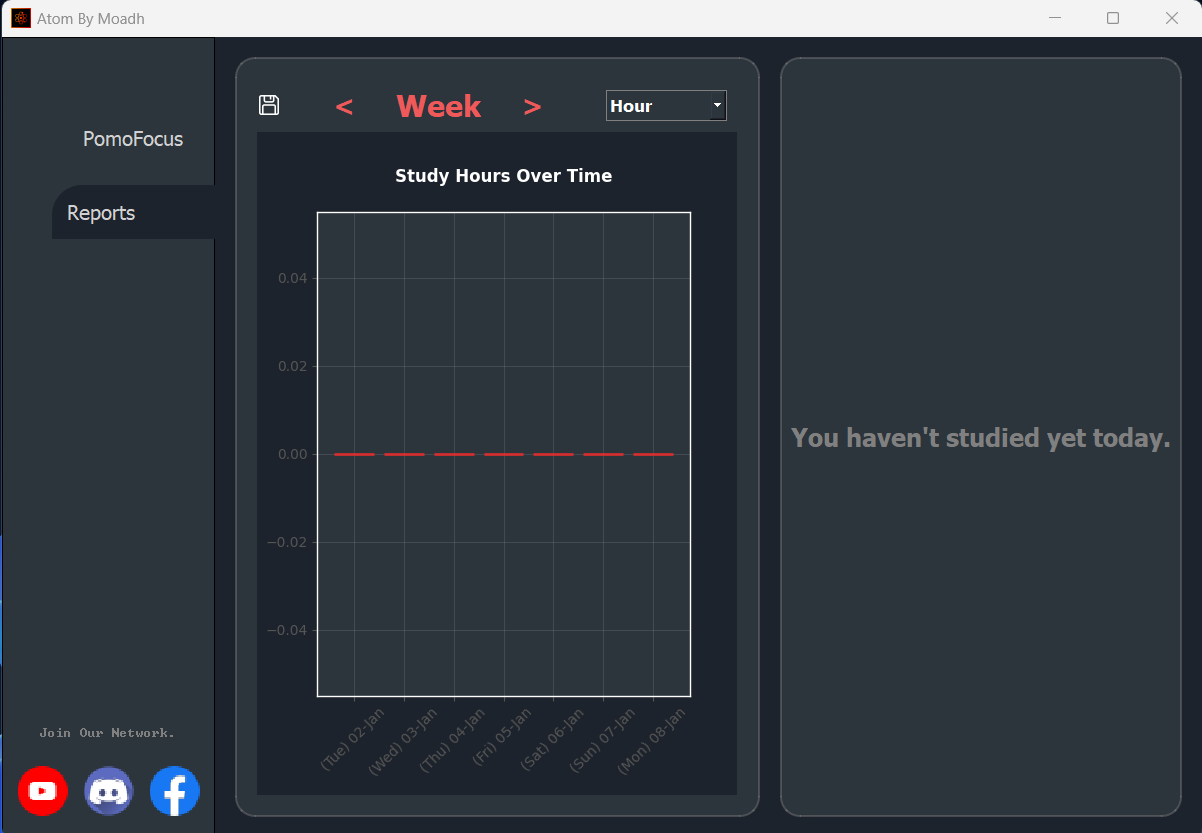 Atom By Moadh
PomoFocus
Reports
Join Our Network.
< Week >
Hour
Study Hours Over Time
0.04
0.02
0.00
−0.02
−0.04
(Tue) 02-Jan
(Wed) 03-Jan
(Thu) 04-Jan
(Fri) 05-Jan
(Sat) 06-Jan
(Sun) 07-Jan
(Mon) 08-Jan
You haven't studied yet today.